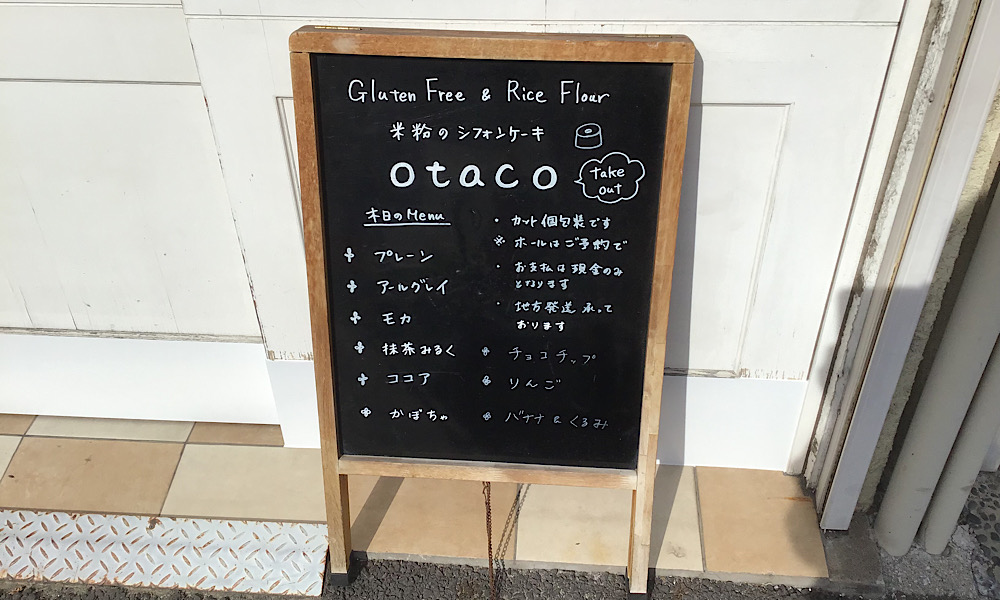 Gluten Free & Rice Flour
米粉のシフォンケーキ
otaco
take
out
本日のMenu
プレーン
アールグレイ
モカ
抹茶みるく
ココア
かぼちゃ
・カット個包装です
※ホールはご予約で
・お支払は現金のみ
となります
・地方発送承って
おります
チョコチップ
りんご
バナナ&くるみ